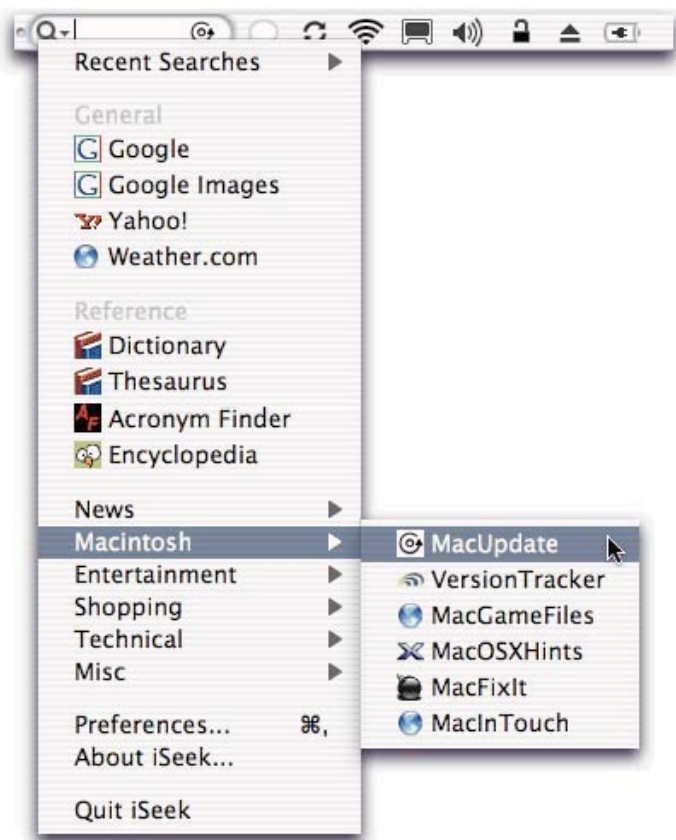 Recent Searches
General
Google
Google Images
Yahoo!
Weather.com
Reference
Dictionary
Thesaurus
Acronym Finder
Encyclopedia
News
Macintosh
Entertainment
Shopping
Technical
Misc
Preferences... ⌘,
About iSeek...
Quit iSeek
MacUpdate
VersionTracker
MacGameFiles
MacOSXHints
MacFixIt
MacInTouch